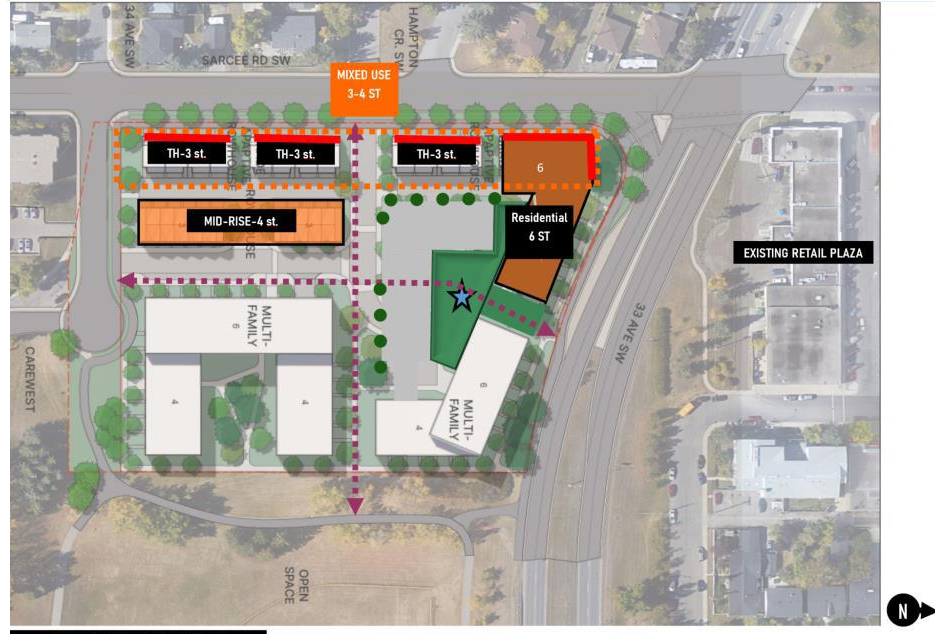 34 AVE SW
HAMPTON
CR. SW
SARCEE RD SW
MIXED USE
3-4 ST
TH-3 st.
TH-3 st.
TH-3 st.
6
MID-RISE-4 st.
Residential
6 ST
EXISTING RETAIL PLAZA
33 AVE SW
CAREWEST
MULTI-
FAMILY
6
4
4
6
MULTI-
FAMILY
4
OPEN
SPACE
N